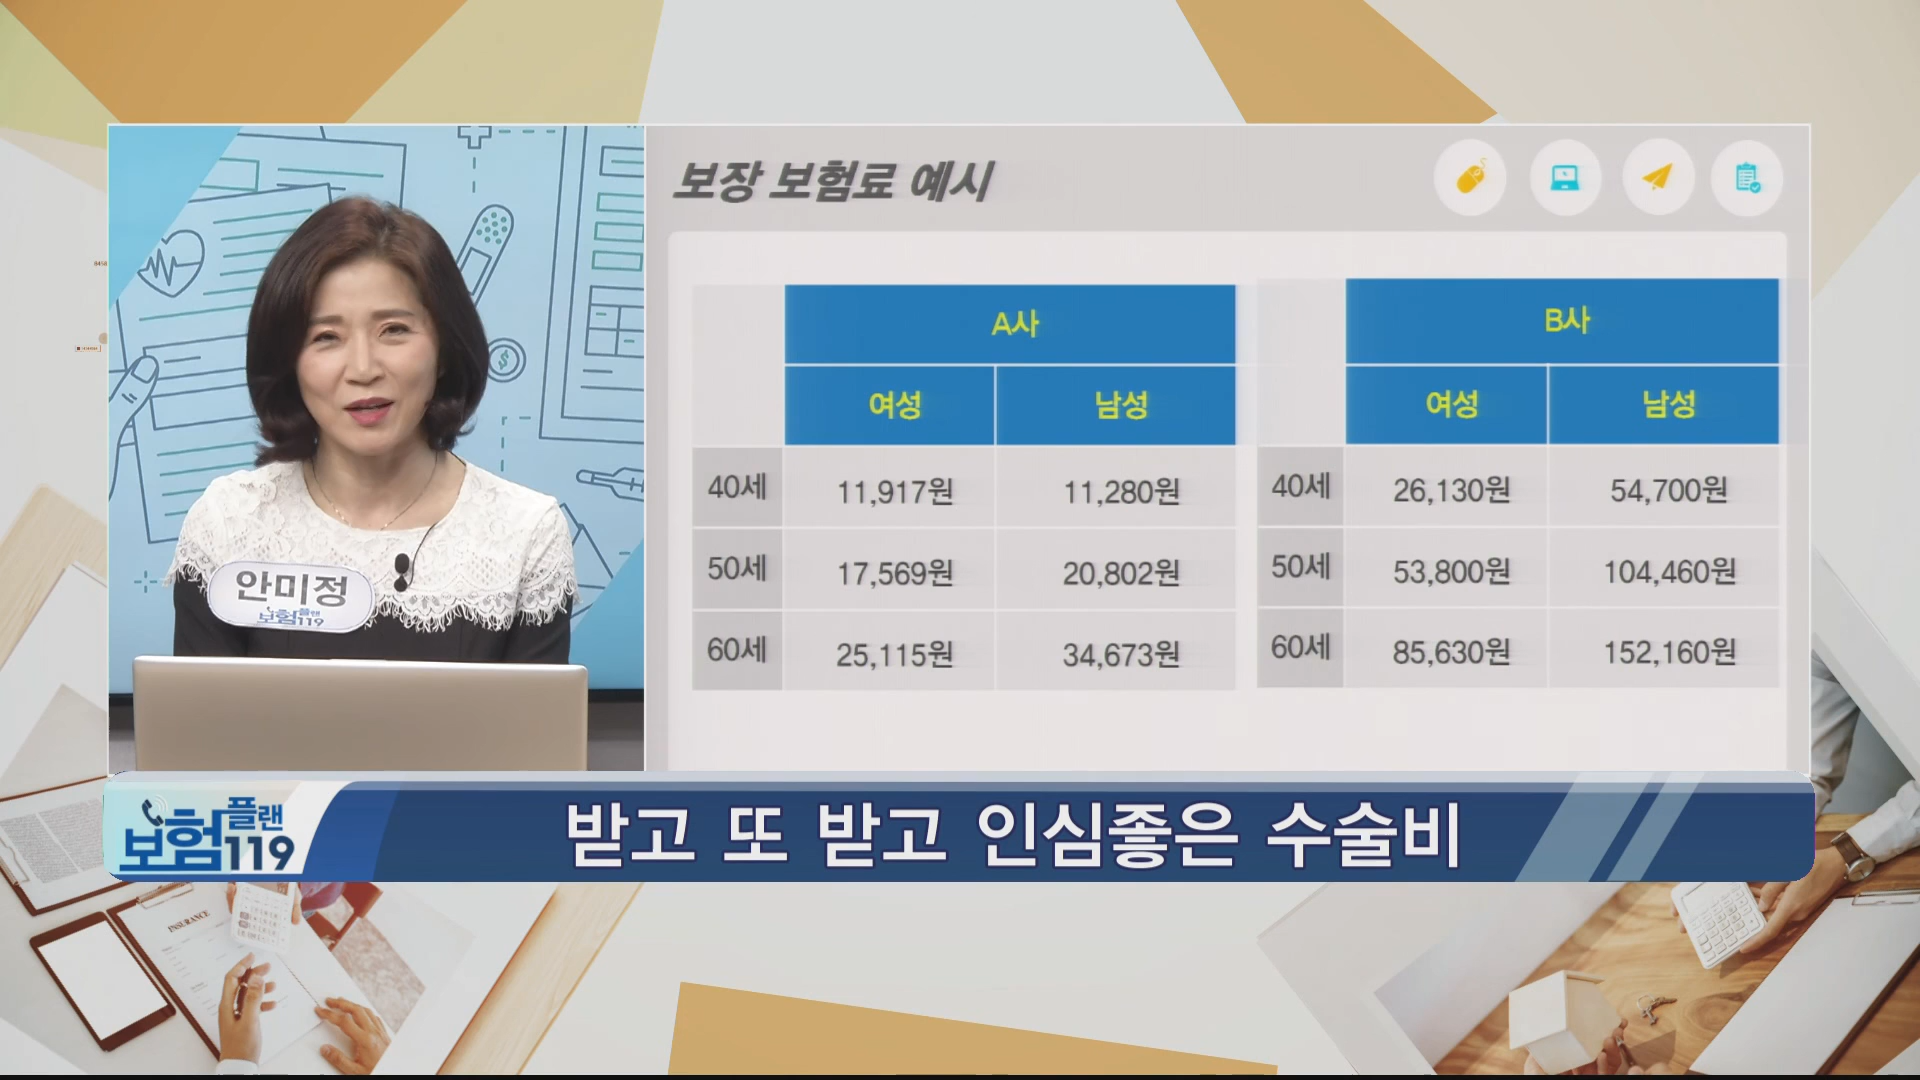 보장 보험료 예시
A사
여성 남성
40세 11,917원 11,280원
50세 17,569원 20,802원
60세 25,115원 34,673원
B사
여성 남성
40세 26,130원 54,700원
50세 53,800원 104,460원
60세 85,630원 152,160원
안미정
보험플랜119
보험플랜119
받고 또 받고 인심좋은 수술비
INSURANCE